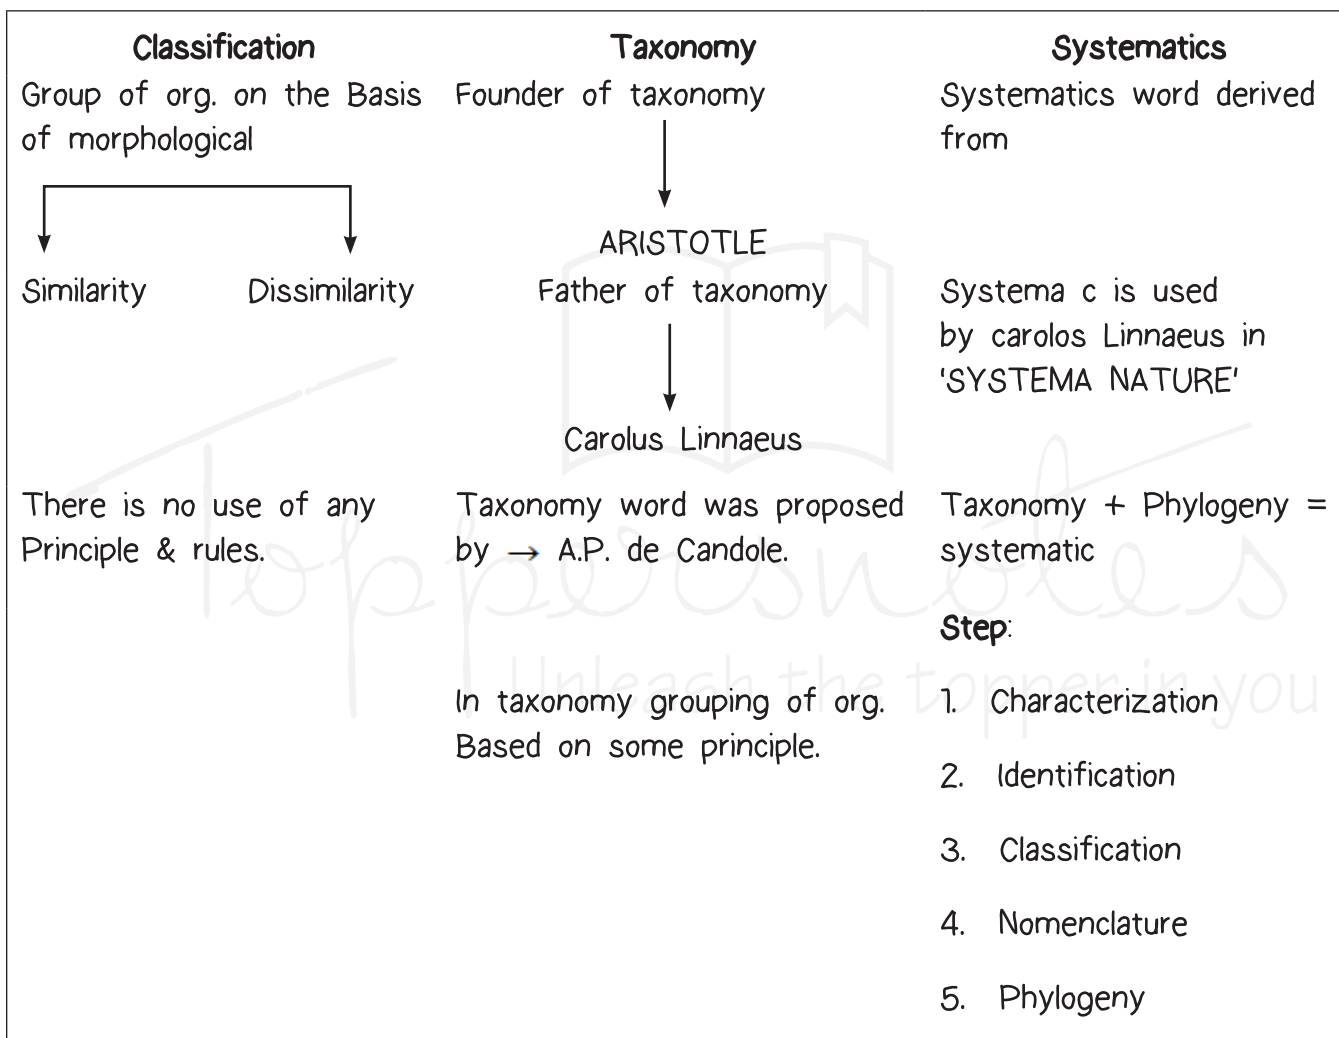 Classification
Group of org. on the Basis
of morphological
Similarity Dissimilarity
There is no use of any
Principle & rules.
Taxonomy
Founder of taxonomy
ARISTOTLE
Father of taxonomy
Carolus Linnaeus
Taxonomy word was proposed
by → A.P. de Candole.
In taxonomy grouping of org.
Based on some principle.
Systematics
Systematics word derived
from
Systema c is used
by carolos Linnaeus in
'SYSTEMA NATURE'
Taxonomy + Phylogeny =
systematic
Step:
1. Characterization
2. Identification
3. Classification
4. Nomenclature
5. Phylogeny
Toppersnotes
Unleash the topper in you